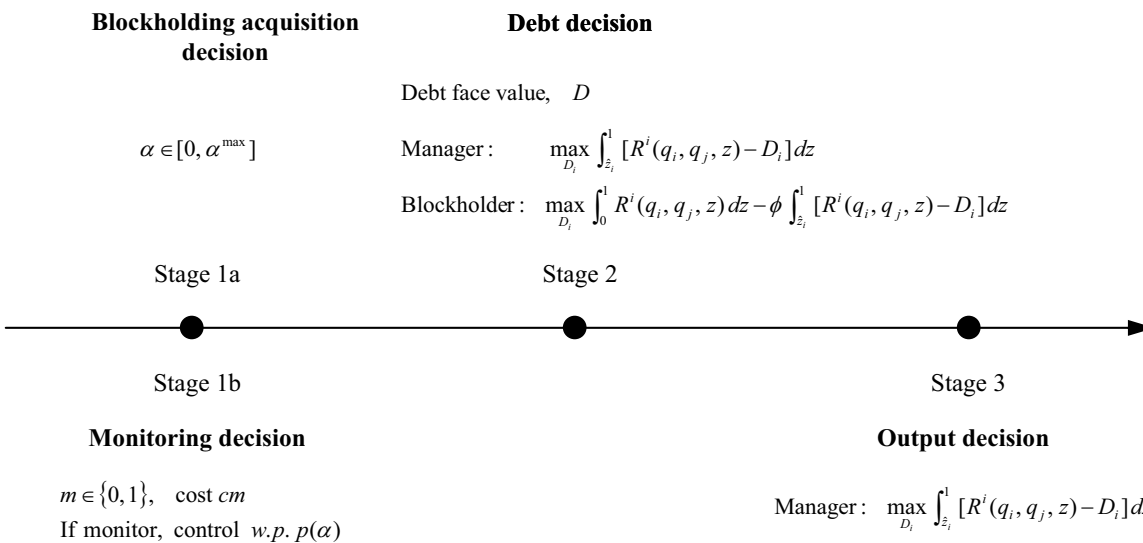 Blockholding acquisition
decision
Debt decision
Debt face value, D
α ∈[0, α^max]
Manager : max_{D_i} ∫_{ẑ_i}^1 [R^i(q_i, q_j, z) − D_i]dz
Blockholder : max_{D_i} ∫_0^1 R^i(q_i, q_j, z) dz − ϕ ∫_{ẑ_i}^1 [R^i(q_i, q_j, z) − D_i]dz
Stage 1a
Stage 2
Stage 1b
Stage 3
Monitoring decision
Output decision
m ∈ {0, 1}, cost cm
If monitor, control w.p. p(α)
Manager : max_{D_i} ∫_{ẑ_i}^1 [R^i(q_i, q_j, z) − D_i]d